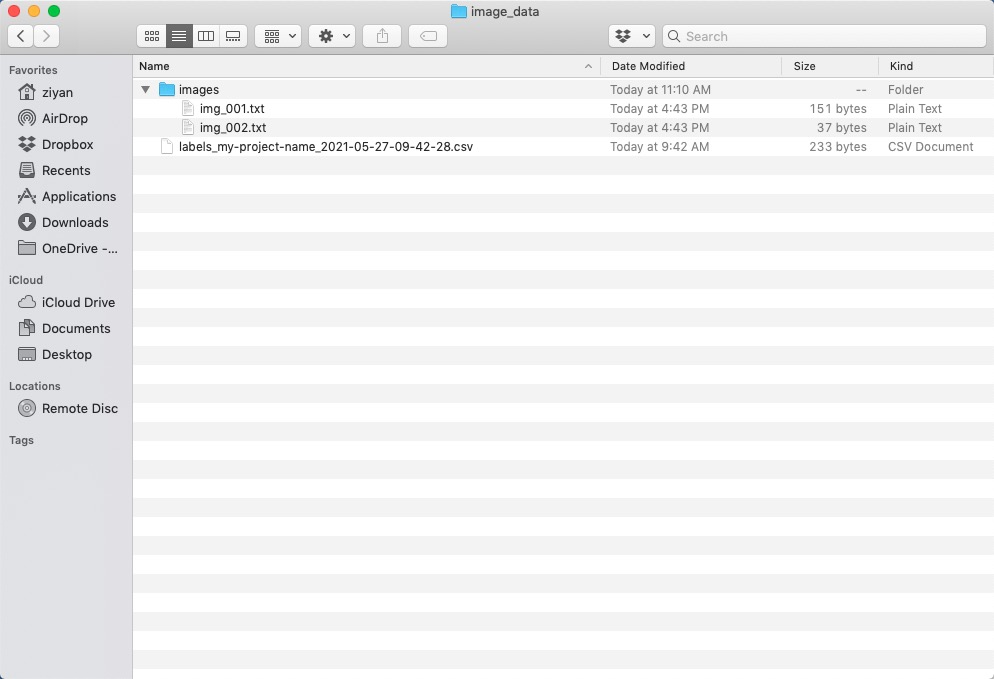 image_data
Search
Favorites
ziyan
AirDrop
Dropbox
Recents
Applications
Downloads
OneDrive -...
iCloud
iCloud Drive
Documents
Desktop
Locations
Remote Disc
Tags
Name Date Modified Size Kind
images Today at 11:10 AM -- Folder
img_001.txt Today at 4:43 PM 151 bytes Plain Text
img_002.txt Today at 4:43 PM 37 bytes Plain Text
labels_my-project-name_2021-05-27-09-42-28.csv Today at 9:42 AM 233 bytes CSV Document